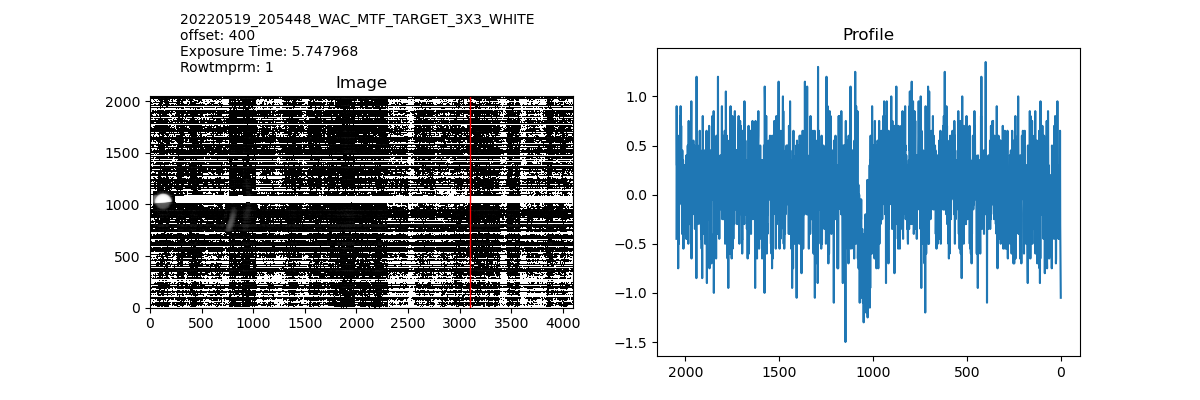 20220519_205448_WAC_MTF_TARGET_3X3_WHITE
offset: 400
Exposure Time: 5.747968
Rowtmprm: 1
Image
2000
1500
1000
500
0
0 500 1000 1500 2000 2500 3000 3500 4000
Profile
1.0
0.5
0.0
−0.5
−1.0
−1.5
2000 1500 1000 500 0